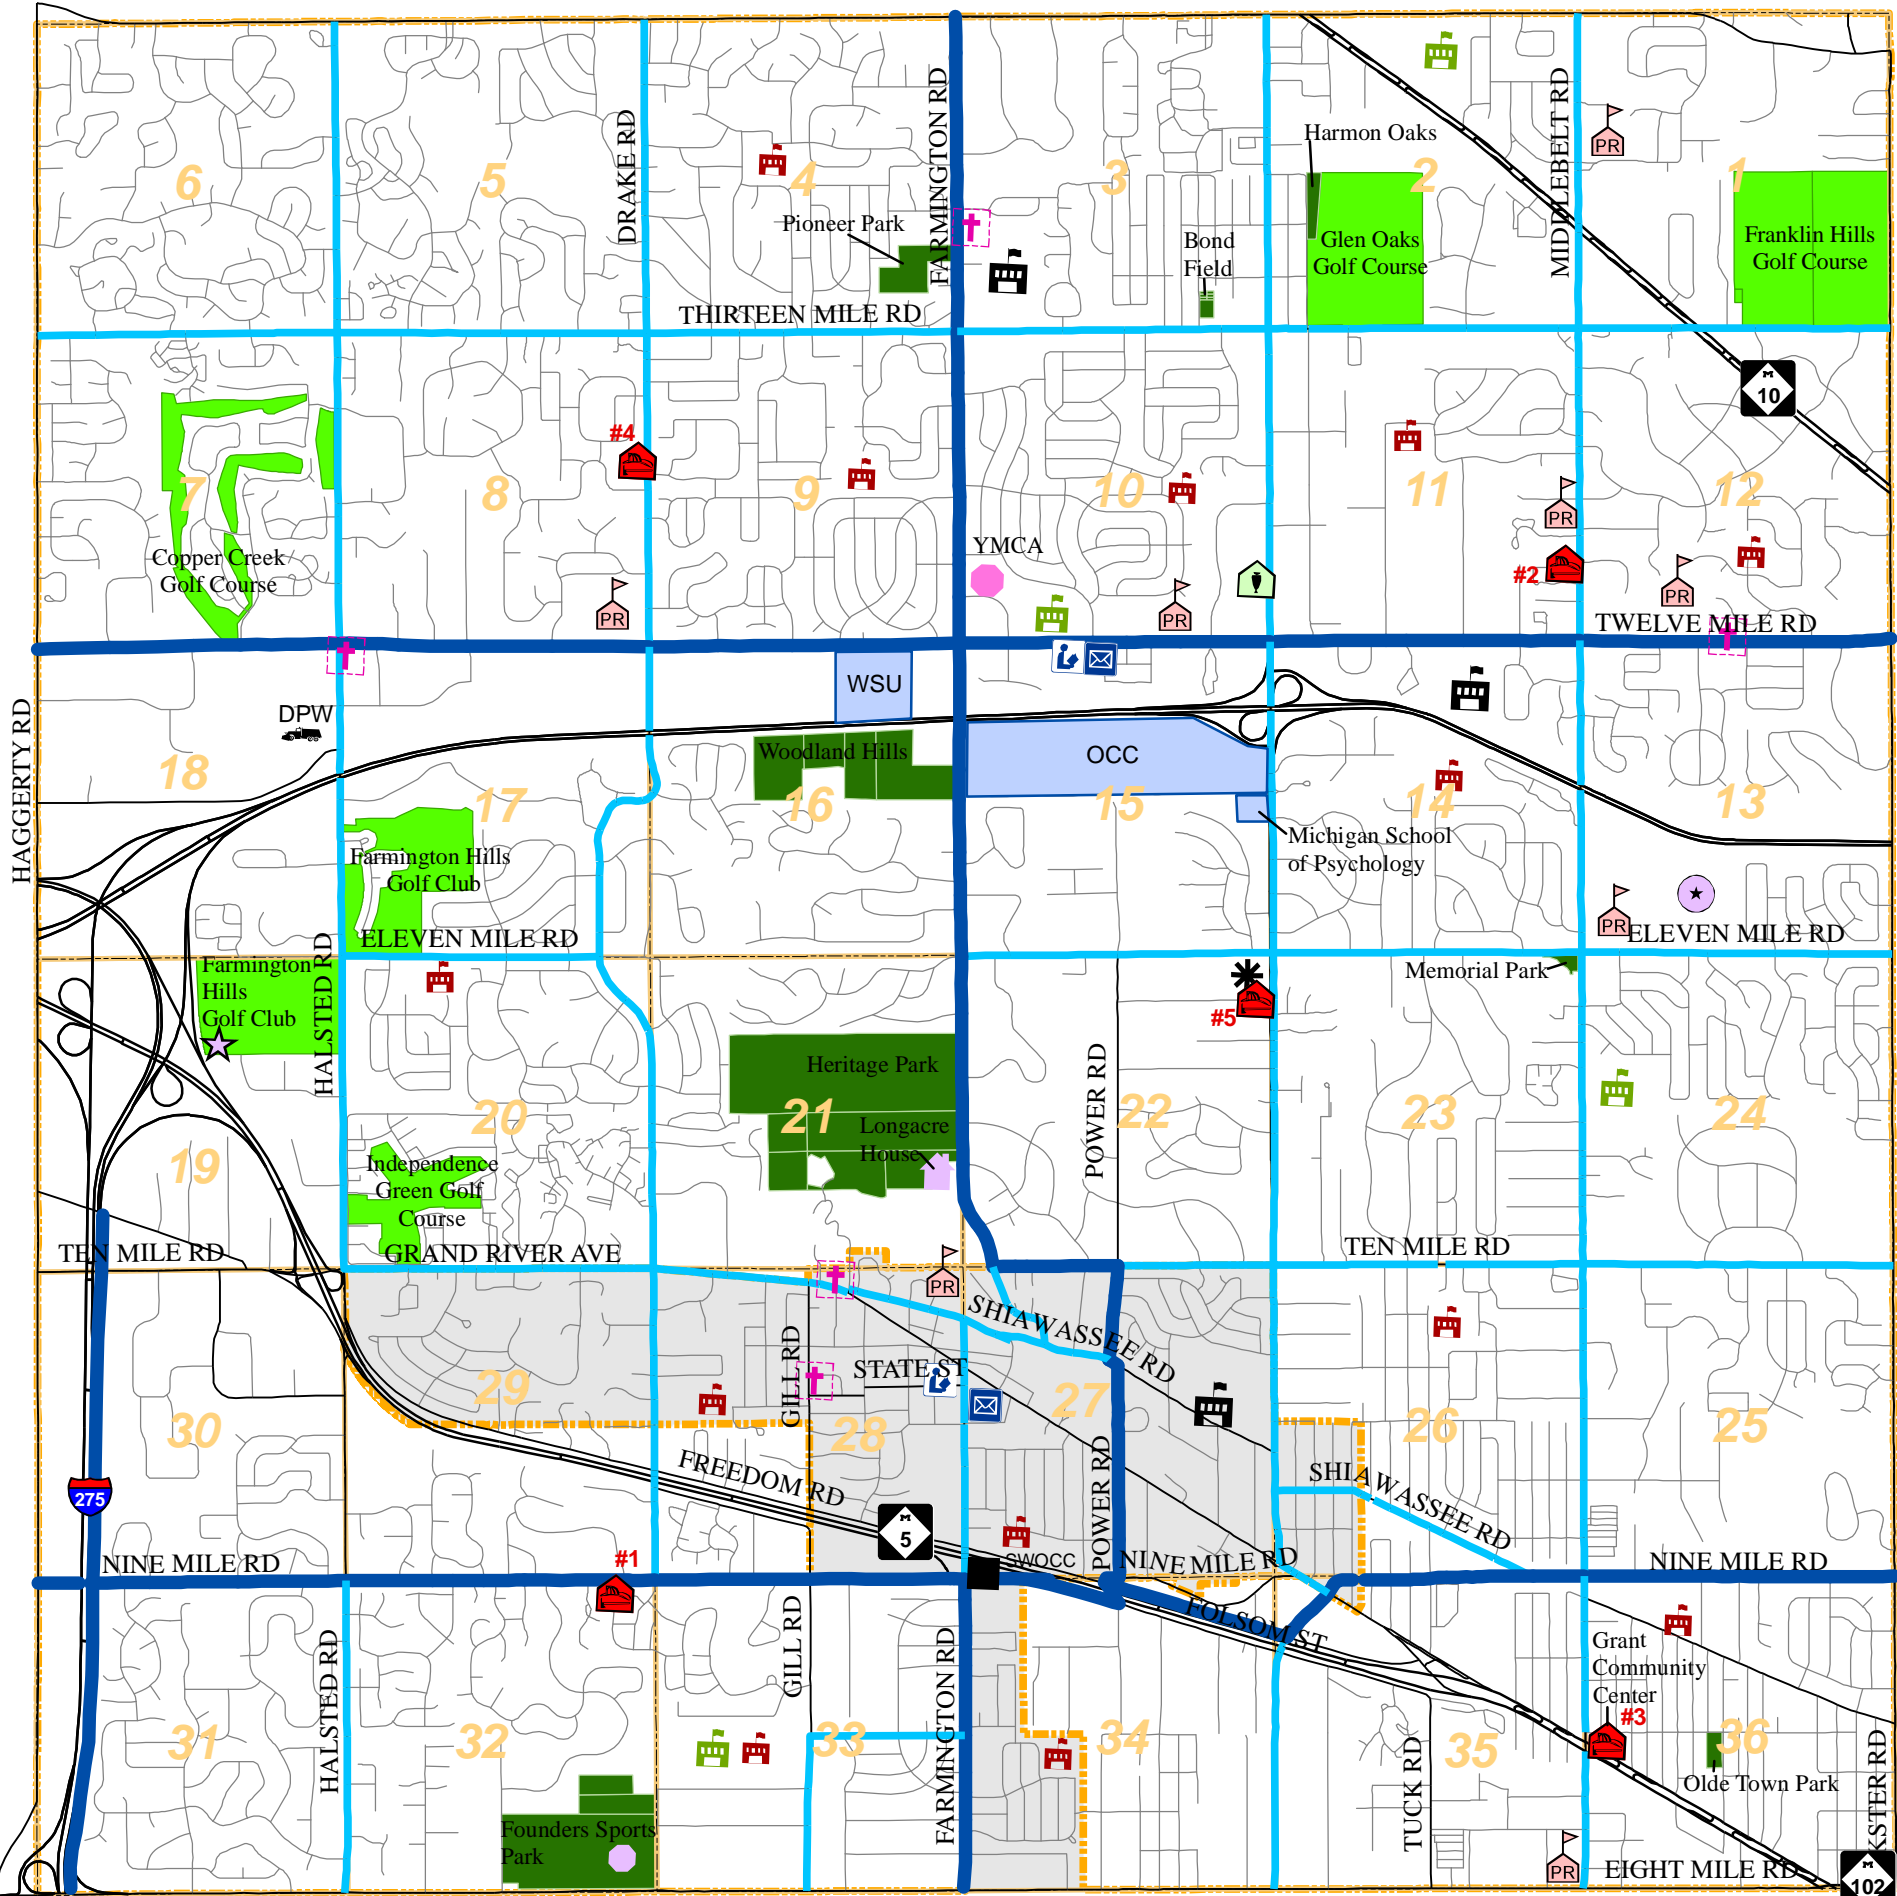 FARMINGTON RD
DRAKE RD
MIDDLEBELT RD
Harmon Oaks
6
5
4
3
2
1
PR
Pioneer Park
Bond
Field
Glen Oaks
Golf Course
Franklin Hills
Golf Course
THIRTEEN MILE RD
M
10
#4
7
8
9
10
11
12
PR
Copper Creek
Golf Course
YMCA
#2
PR
PR
PR
TWELVE MILE RD
WSU
DPW
HAGGERTY RD
Woodland Hills
OCC
18
17
16
15
14
13
Michigan School
of Psychology
Farmington Hills
Golf Club
PR
ELEVEN MILE RD
ELEVEN MILE RD
Farmington
Hills
Golf Club
HALSTED RD
Memorial Park
#5
Heritage Park
POWER RD
20
21
22
23
24
19
Longacre
House
Independence
Green Golf
Course
TEN MILE RD
GRAND RIVER AVE
TEN MILE RD
PR
SHIAWASSEE RD
GILL RD
STATE ST
29
28
27
26
25
30
FREEDOM RD
POWER RD
SHIAWASSEE RD
275
M
5
SWOCC
NINE MILE RD
#1
NINE MILE RD
NINE MILE RD
FOLSOM ST
GILL RD
HALSTED RD
FARMINGTON RD
Grant
Community
Center
#3
31
32
33
34
35
36
TUCK RD
Olde Town Park
Founders Sports
Park
PR
EIGHT MILE RD
KSTER RD
M
102